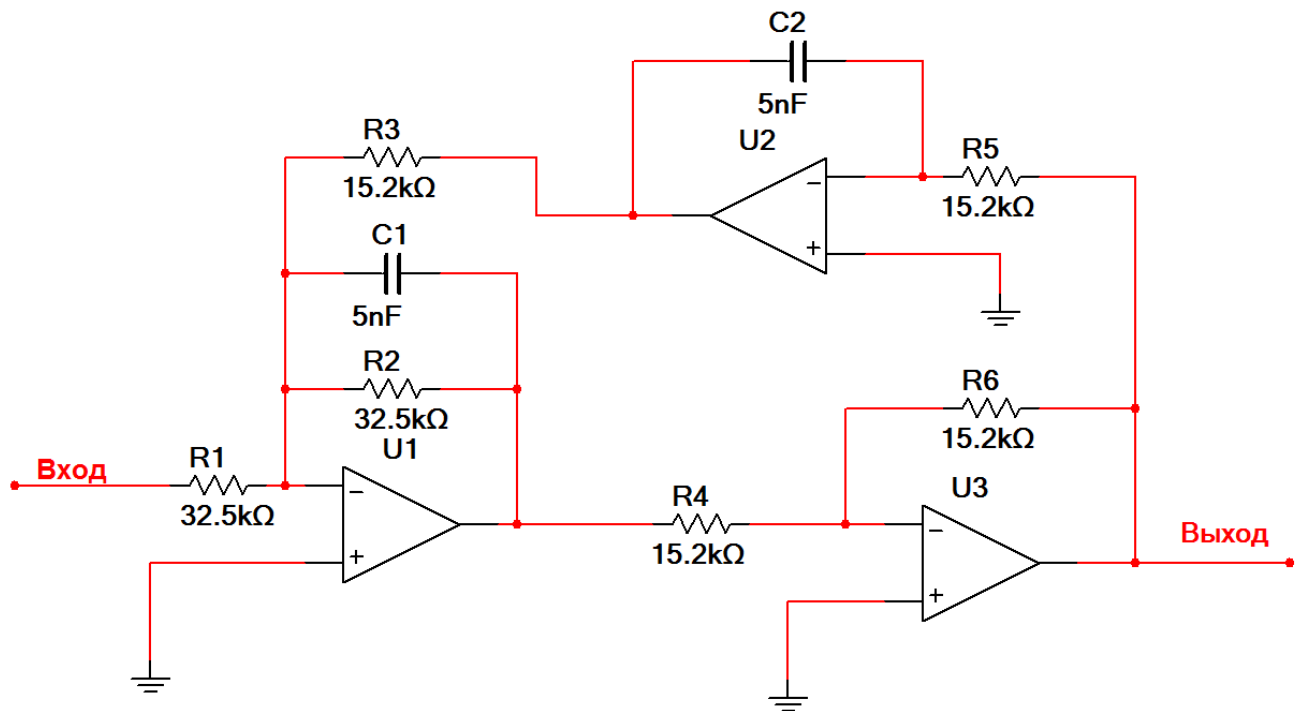 C2
5nF
U2
R3
15.2kΩ
R5
15.2kΩ
−
+
C1
5nF
R2
32.5kΩ
R6
15.2kΩ
U1
Вход
R1
32.5kΩ
−
+
R4
15.2kΩ
U3
−
+
Выход